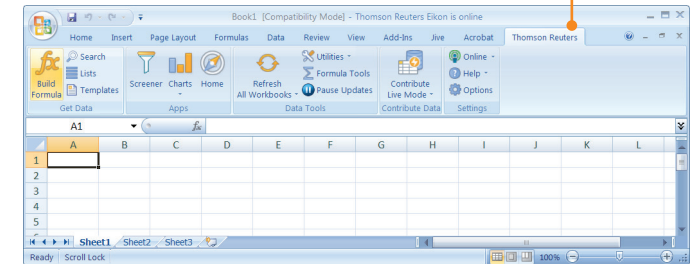 Book1 [Compatibility Mode] - Thomson Reuters Eikon is online
Home Insert Page Layout Formulas Data Review View Add-Ins Jive Acrobat Thomson Reuters
Build Formula
Search
Lists
Templates
Get Data
Screener Charts Home
Apps
Refresh All Workbooks
Utilities
Formula Tools
Pause Updates
Data Tools
Contribute Live Mode
Contribute Data
Online
Help
Options
Settings
A1 fx
A B C D E F G H I J K L
1
2
3
4
5
Sheet1 Sheet2 Sheet3
Ready Scroll Lock 100%